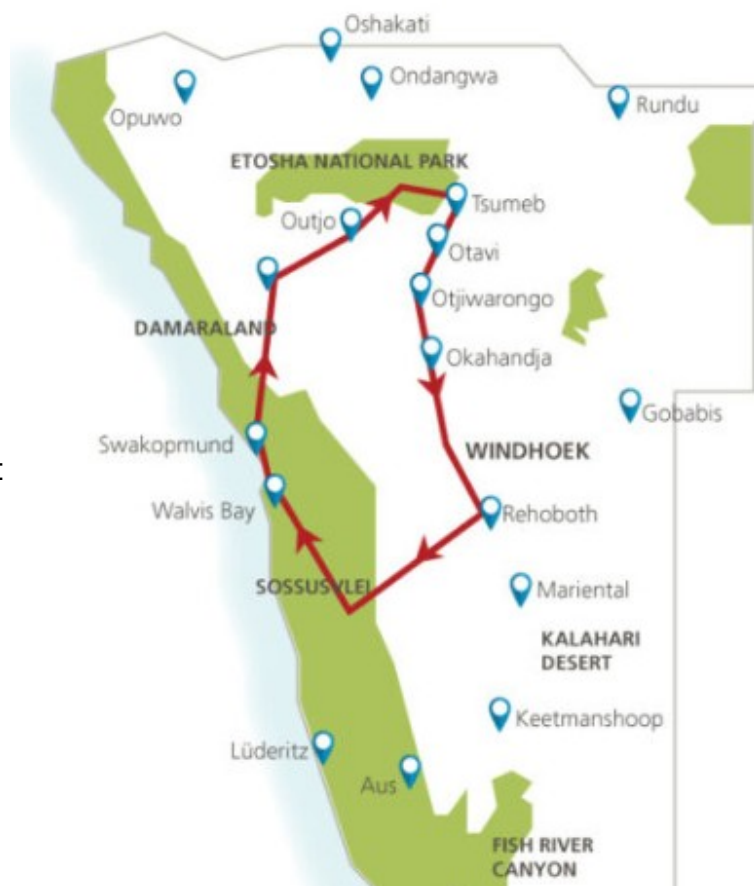 Oshakati
Ondangwa
Opuwo
Rundu
ETOSHA NATIONAL PARK
Tsumeb
Outjo
Otavi
Otjiwarongo
DAMARALAND
Okahandja
Gobabis
Swakopmund
WINDHOEK
Walvis Bay
Rehoboth
SOSSUSVLEI
Mariental
KALAHARI
DESERT
Keetmanshoop
Lüderitz
Aus
FISH RIVER
CANYON